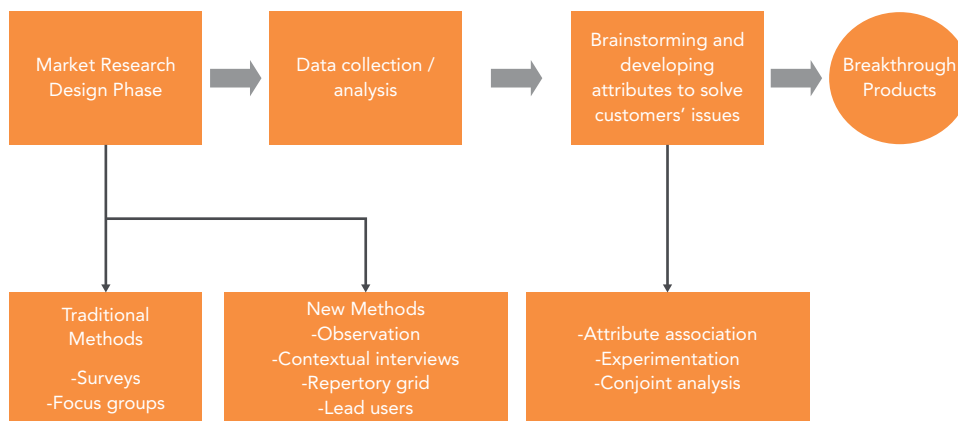 Market Research
Design Phase
Data collection /
analysis
Brainstorming and
developing
attributes to solve
customers’ issues
Breakthrough
Products
Traditional
Methods
-Surveys
-Focus groups
New Methods
-Observation
-Contextual interviews
-Repertory grid
-Lead users
-Attribute association
-Experimentation
-Conjoint analysis